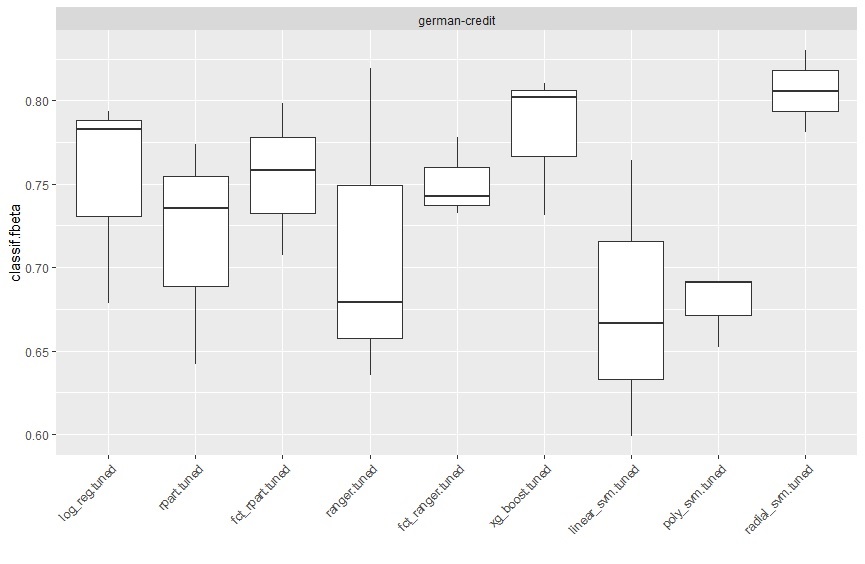 german-credit
classif.fbeta
0.80
0.75
0.70
0.65
0.60
log_reg.tuned
rpart.tuned
fct_rpart.tuned
ranger.tuned
fct_ranger.tuned
xg_boost.tuned
linear_svm.tuned
poly_svm.tuned
radial_svm.tuned